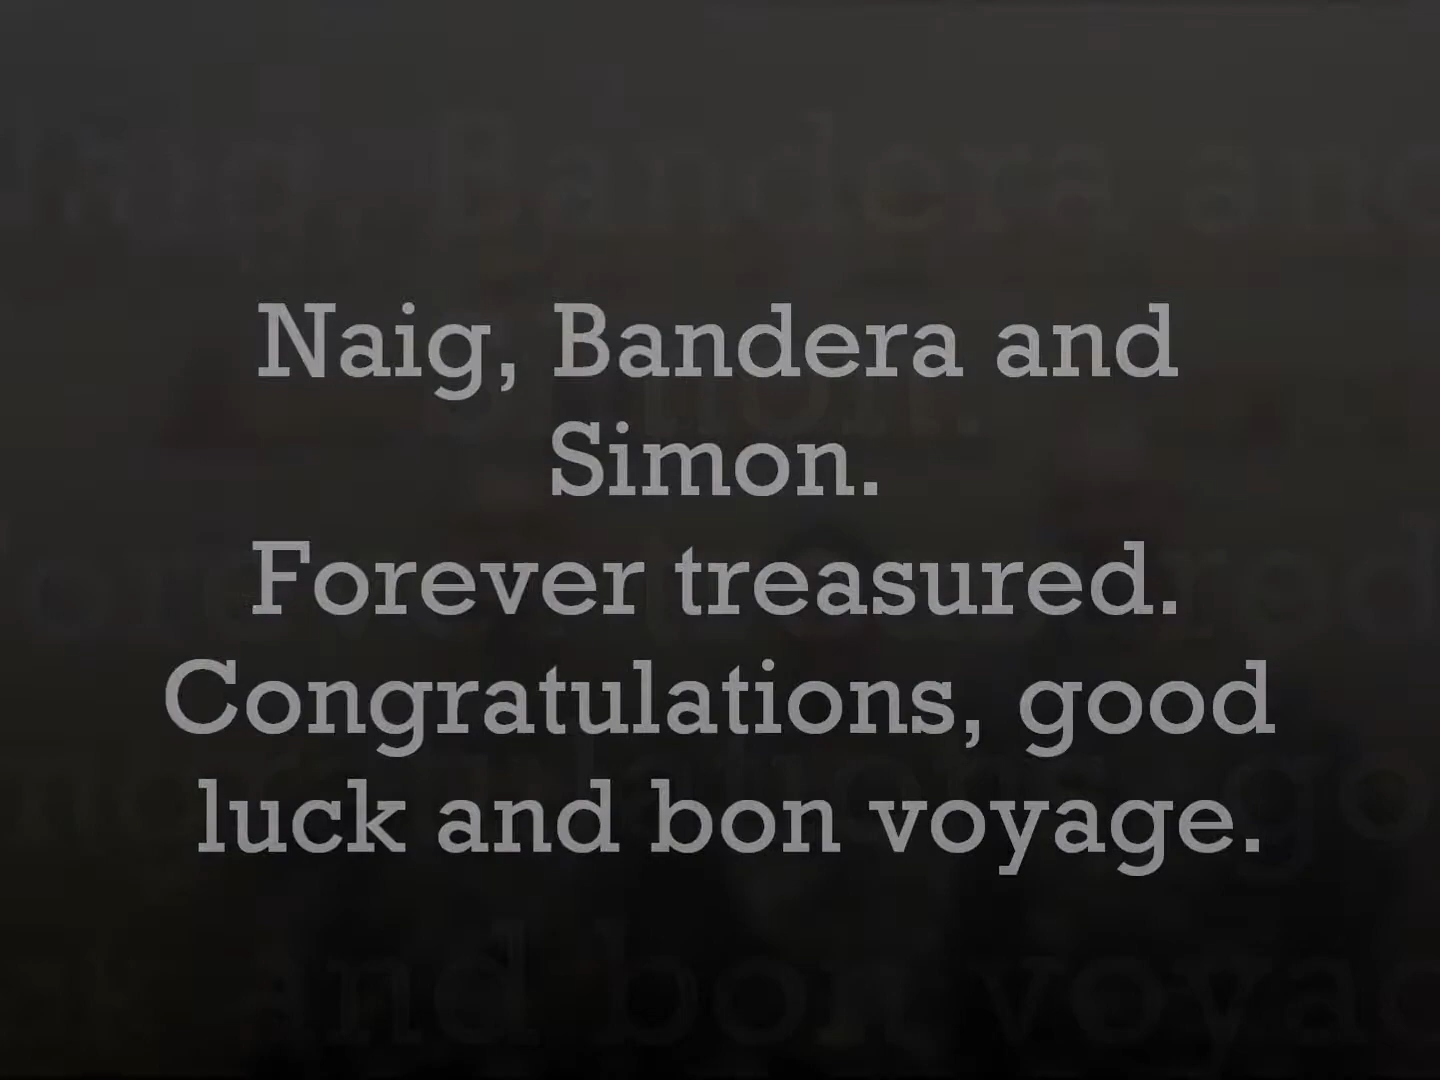 Naig, Bandera and
Simon.
Forever treasured.
Congratulations, good
luck and bon voyage.